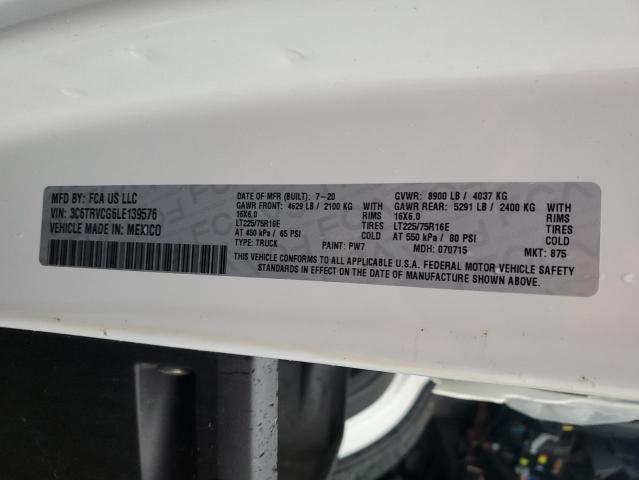 MFD BY: FCA US LLC
VIN: 3C6TRVCG6LE139576
VEHICLE MADE IN: MEXICO
DATE OF MFR (BUILT): 7-20
GVWR: 8900 LB / 4037 KG
GAWR FRONT: 4629 LB / 2100 KG WITH
GAWR REAR: 5291 LB / 2400 KG WITH
16X6.0 RIMS
16X6.0 RIMS
LT225/75R16E TIRES
LT225/75R16E TIRES
AT 450 kPa / 65 PSI COLD
AT 550 kPa / 80 PSI COLD
TYPE: TRUCK PAINT: PW7 MDH: 070715 MKT: 875
THIS VEHICLE CONFORMS TO ALL APPLICABLE U.S.A. FEDERAL MOTOR VEHICLE SAFETY
STANDARDS IN EFFECT ON THE DATE OF MANUFACTURE SHOWN ABOVE.